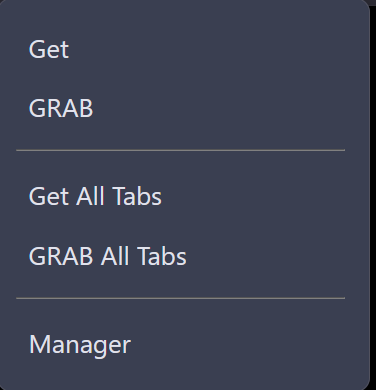 Get
GRAB
Get All Tabs
GRAB All Tabs
Manager